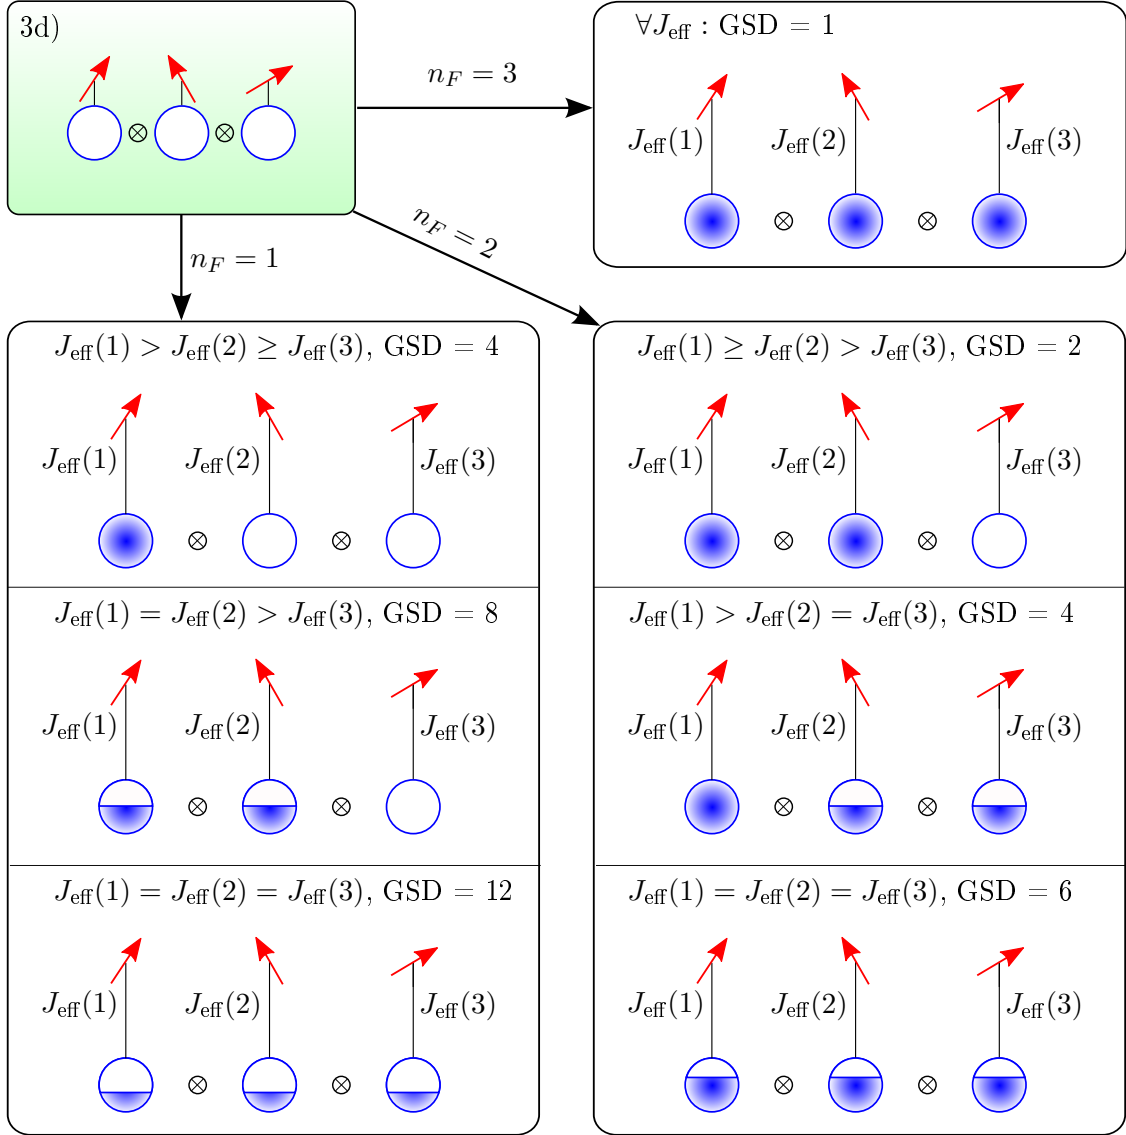 3d)
⊗ ⊗
n_F = 3
∀J_eff : GSD = 1
J_eff(1) J_eff(2) J_eff(3)
⊗ ⊗
n_F = 1
n_F = 2
J_eff(1) > J_eff(2) ≥ J_eff(3), GSD = 4
J_eff(1) J_eff(2) J_eff(3)
⊗ ⊗
J_eff(1) = J_eff(2) > J_eff(3), GSD = 8
J_eff(1) J_eff(2) J_eff(3)
⊗ ⊗
J_eff(1) = J_eff(2) = J_eff(3), GSD = 12
J_eff(1) J_eff(2) J_eff(3)
⊗ ⊗
J_eff(1) ≥ J_eff(2) > J_eff(3), GSD = 2
J_eff(1) J_eff(2) J_eff(3)
⊗ ⊗
J_eff(1) > J_eff(2) = J_eff(3), GSD = 4
J_eff(1) J_eff(2) J_eff(3)
⊗ ⊗
J_eff(1) = J_eff(2) = J_eff(3), GSD = 6
J_eff(1) J_eff(2) J_eff(3)
⊗ ⊗